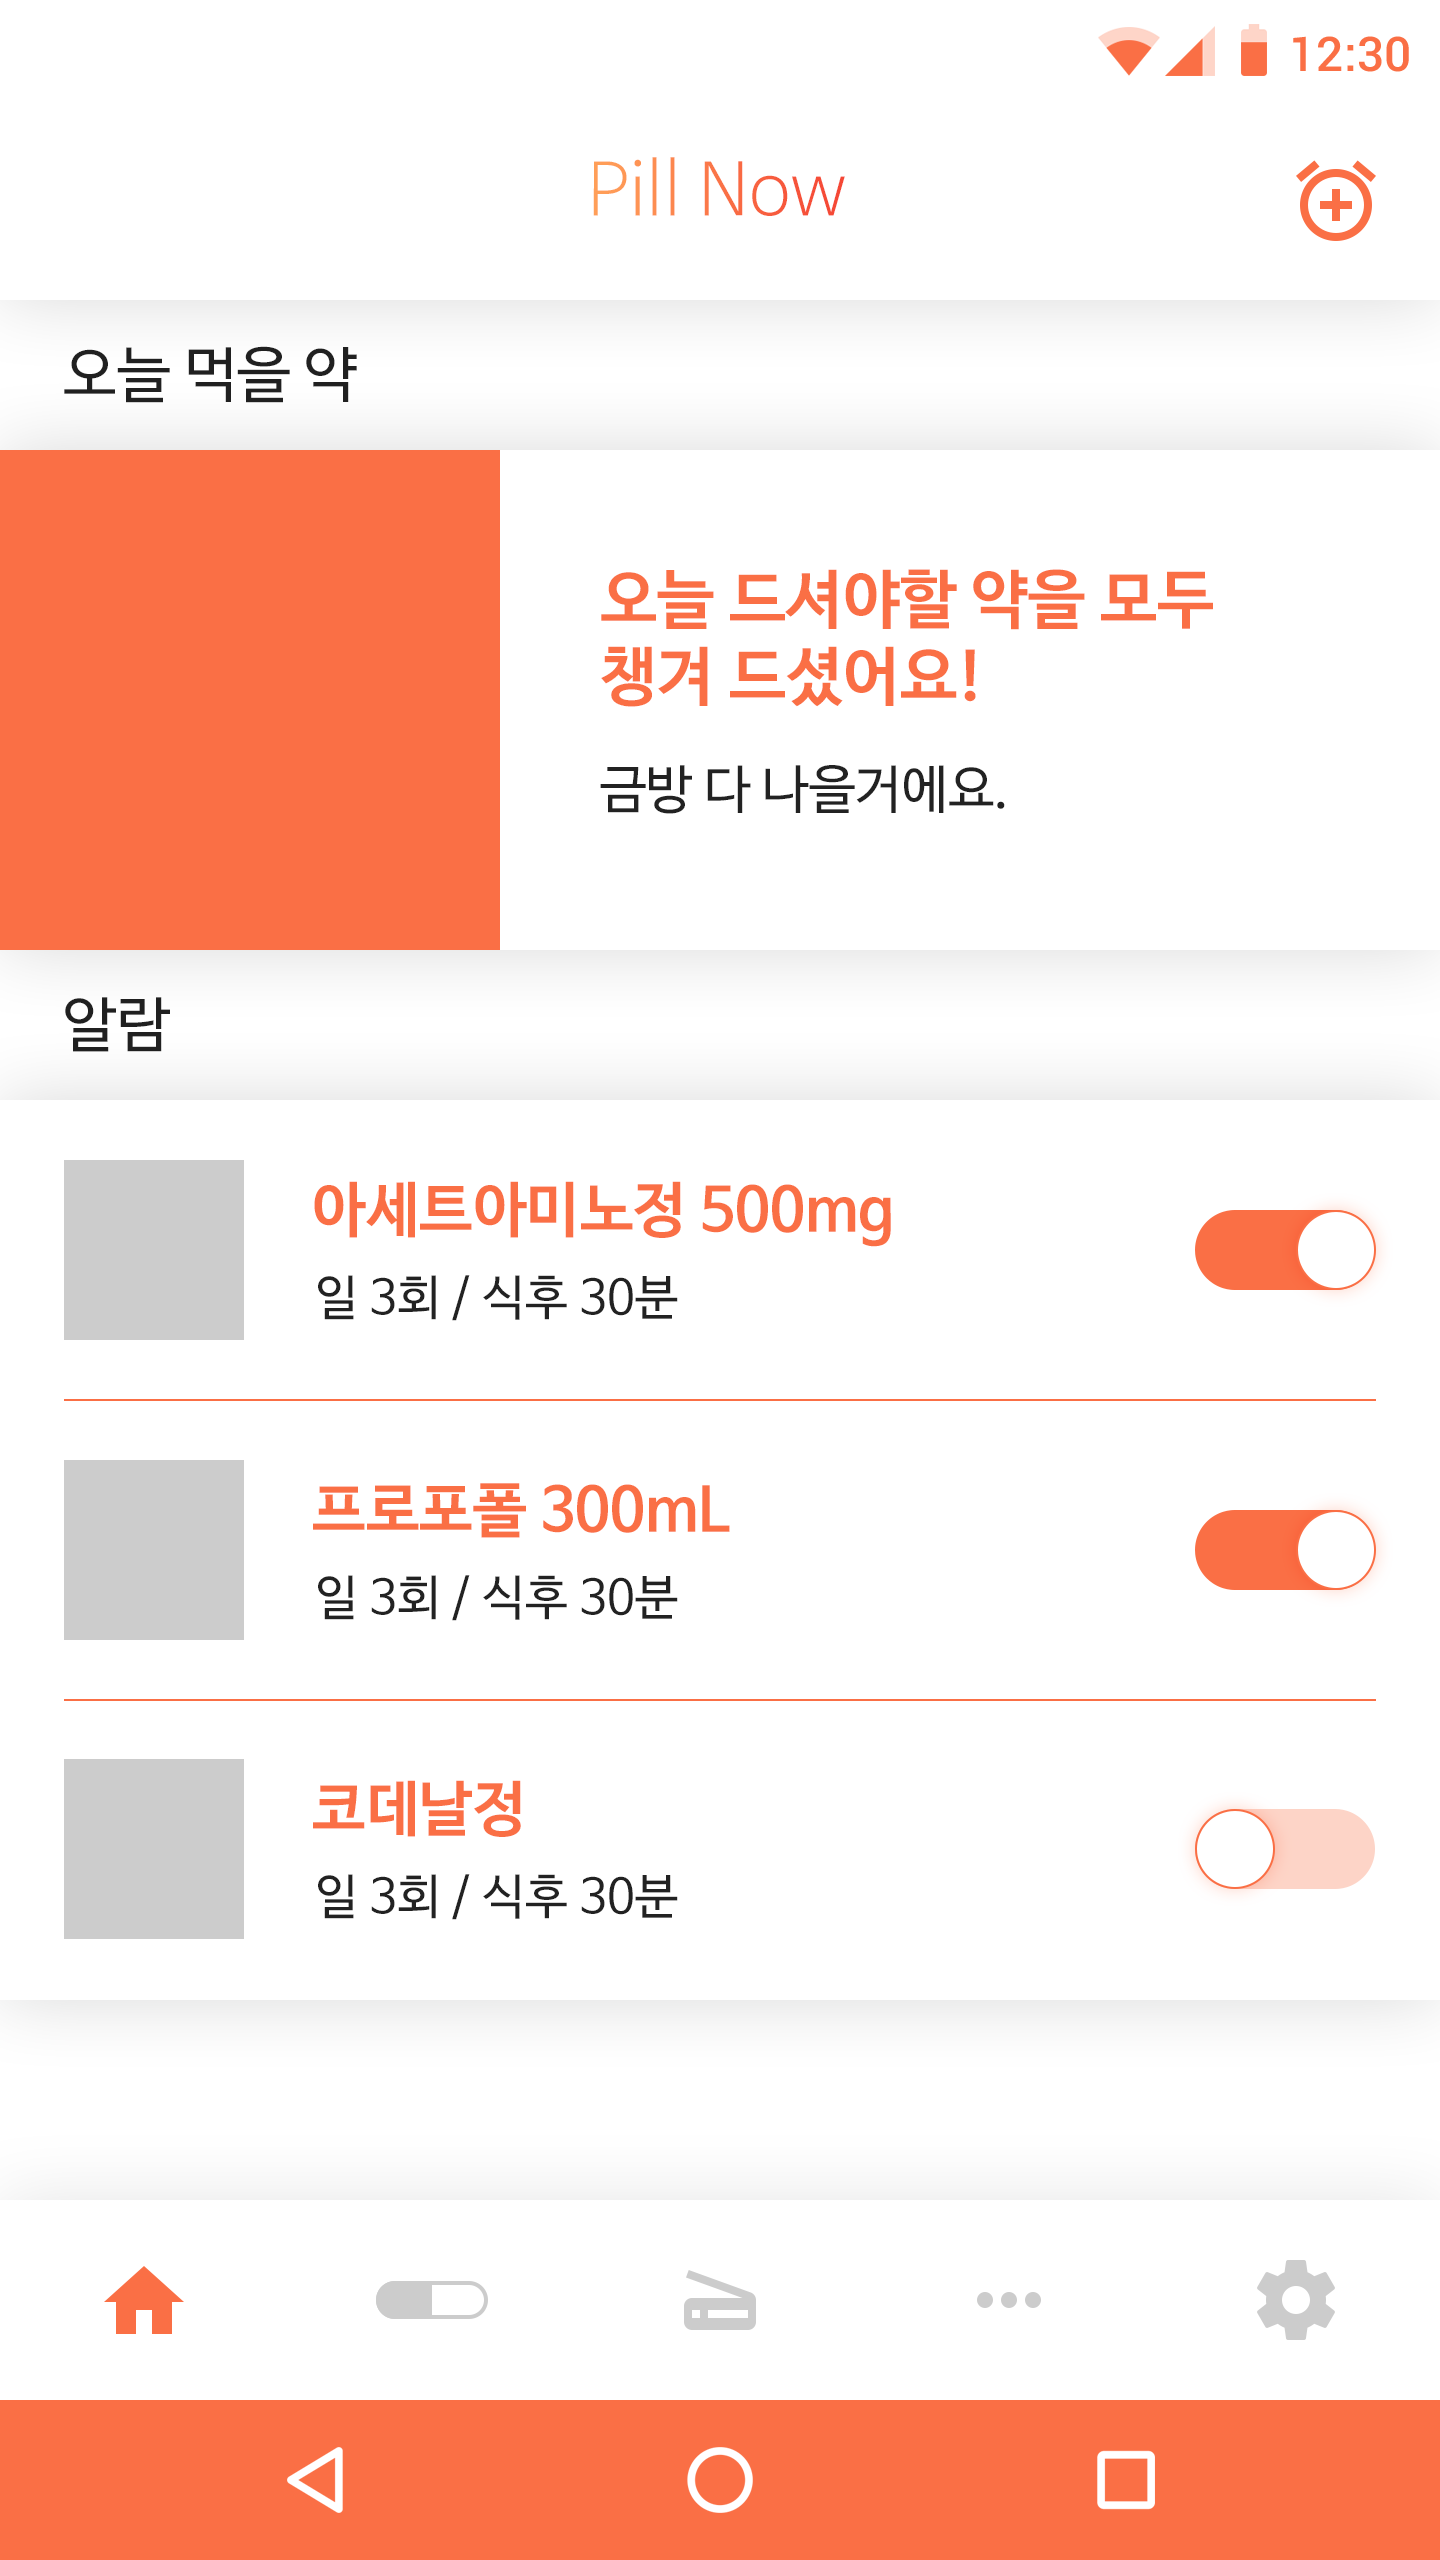 12:30
Pill Now
오늘 먹을 약
오늘 드셔야할 약을 모두
챙겨 드셨어요!
금방 다 나을거에요.
알람
아세트아미노정 500mg
일 3회 / 식후 30분
프로포폴 300mL
일 3회 / 식후 30분
코데날정
일 3회 / 식후 30분